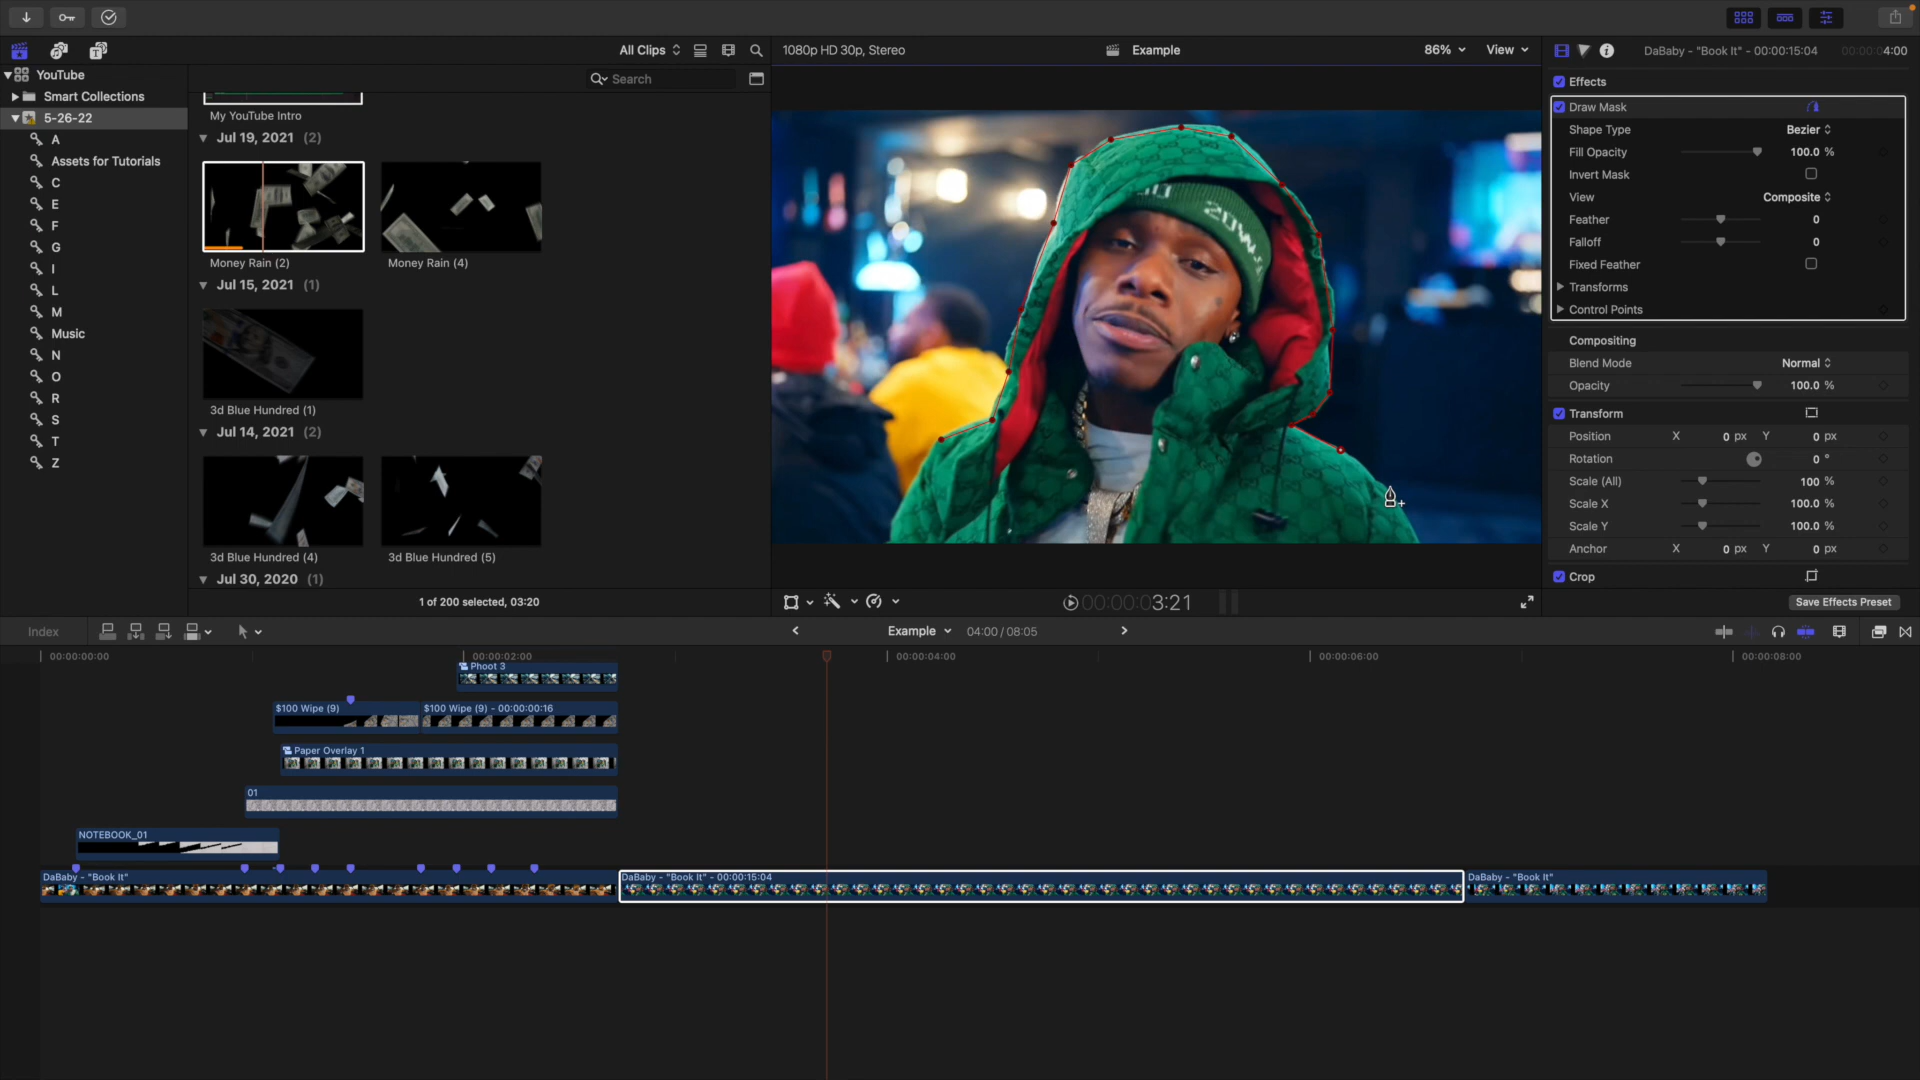 All Clips
1080p HD 30p, Stereo
Example
86%
View
DaBaby - "Book It" - 00:00:15:04
00:00:04:00
YouTube
Smart Collections
5-26-22
A
Assets for Tutorials
C
E
F
G
I
L
M
Music
N
O
R
S
T
Z
Search
My YouTube Intro
Jul 19, 2021 (2)
Money Rain (2)
Money Rain (4)
Jul 15, 2021 (1)
3d Blue Hundred (1)
Jul 14, 2021 (2)
3d Blue Hundred (4)
3d Blue Hundred (5)
Jul 30, 2020 (1)
1 of 200 selected, 03:20
00:00:03:21
Effects
Draw Mask
Shape Type Bezier
Fill Opacity 100.0 %
Invert Mask
View Composite
Feather 0
Falloff 0
Fixed Feather
Transforms
Control Points
Compositing
Blend Mode Normal
Opacity 100.0 %
Transform
Position X 0 px Y 0 px
Rotation 0 °
Scale (All) 100 %
Scale X 100.0 %
Scale Y 100.0 %
Anchor X 0 px Y 0 px
Crop
Save Effects Preset
Index
Example
04:00 / 08:05
00:00:00:00
00:00:02:00
00:00:04:00
00:00:06:00
00:00:08:00
Phoot 3
$100 Wipe (9)
$100 Wipe (9) - 00:00:00:16
Paper Overlay 1
01
NOTEBOOK_01
DaBaby - "Book It"
DaBaby - "Book It" - 00:00:15:04
DaBaby - "Book It"